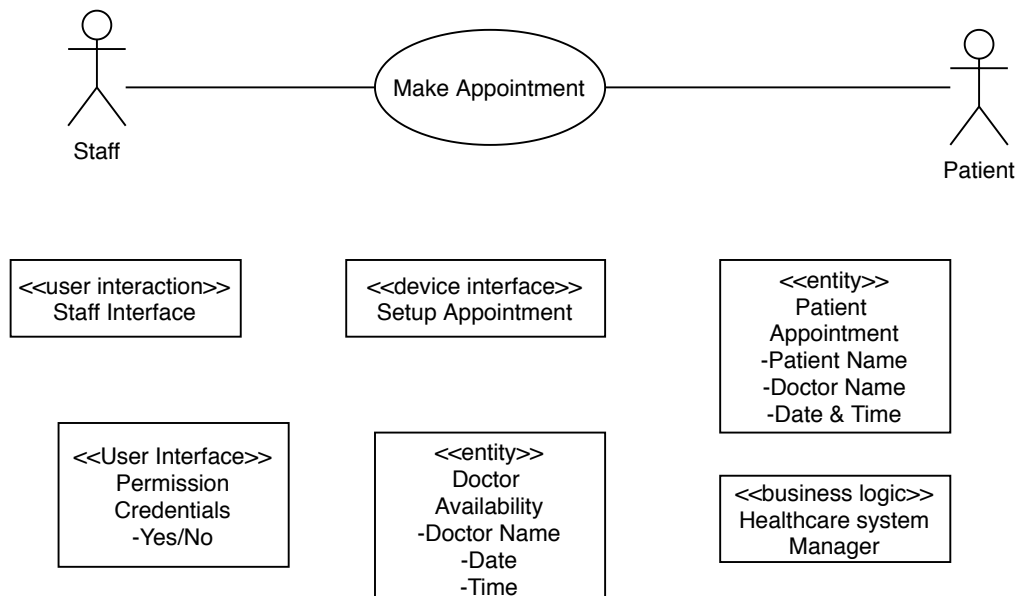 Make Appointment
Staff
Patient
<<user interaction>>
Staff Interface
<<device interface>>
Setup Appointment
<<entity>>
Patient
Appointment
-Patient Name
-Doctor Name
-Date & Time
<<User Interface>>
Permission
Credentials
-Yes/No
<<entity>>
Doctor
Availability
-Doctor Name
-Date
-Time
<<business logic>>
Healthcare system
Manager